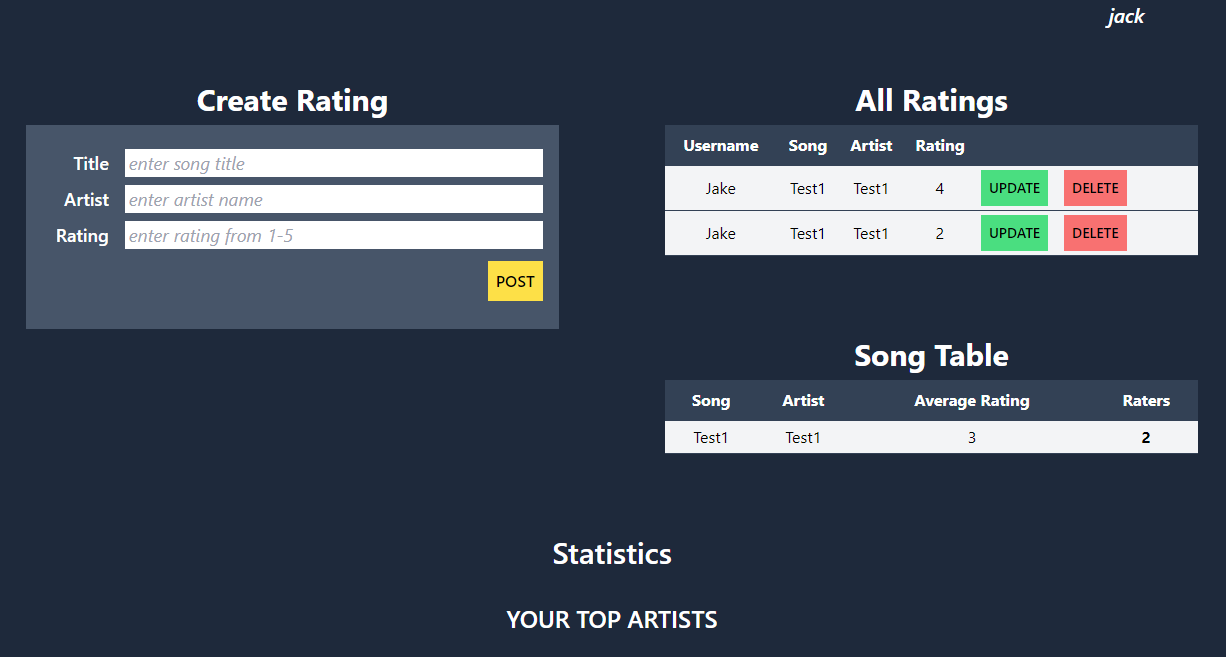 jack
Create Rating
Title enter song title
Artist enter artist name
Rating enter rating from 1-5
POST
All Ratings
Username Song Artist Rating
Jake Test1 Test1 4 UPDATE DELETE
Jake Test1 Test1 2 UPDATE DELETE
Song Table
Song Artist Average Rating Raters
Test1 Test1 3 2
Statistics
YOUR TOP ARTISTS